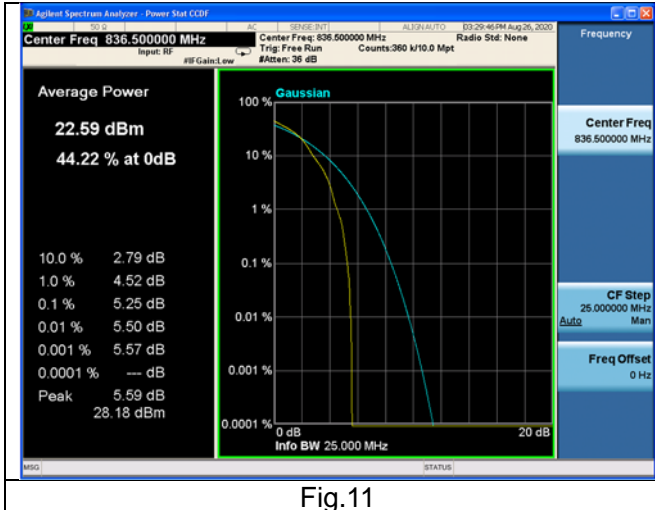 Agilent Spectrum Analyzer - Power Stat CCDF
50 Ω AC SENSE:INT ALIGNAUTO 03:29:46 PM Aug 26, 2020
Center Freq 836.500000 MHz
Input: RF
#IFGain:Low
Center Freq: 836.500000 MHz
Trig: Free Run Counts:360 k/10.0 Mpt
#Atten: 36 dB
Radio Std: None
Frequency
Average Power
22.59 dBm
44.22 % at 0dB
10.0 % 2.79 dB
1.0 % 4.52 dB
0.1 % 5.25 dB
0.01 % 5.50 dB
0.001 % 5.57 dB
0.0001 % --- dB
Peak 5.59 dB
28.18 dBm
Gaussian
100 %
10 %
1 %
0.1 %
0.01 %
0.001 %
0.0001 %
0 dB 20 dB
Info BW 25.000 MHz
Center Freq
836.500000 MHz
CF Step
25.000000 MHz
Auto Man
Freq Offset
0 Hz
MSG STATUS
Fig.11